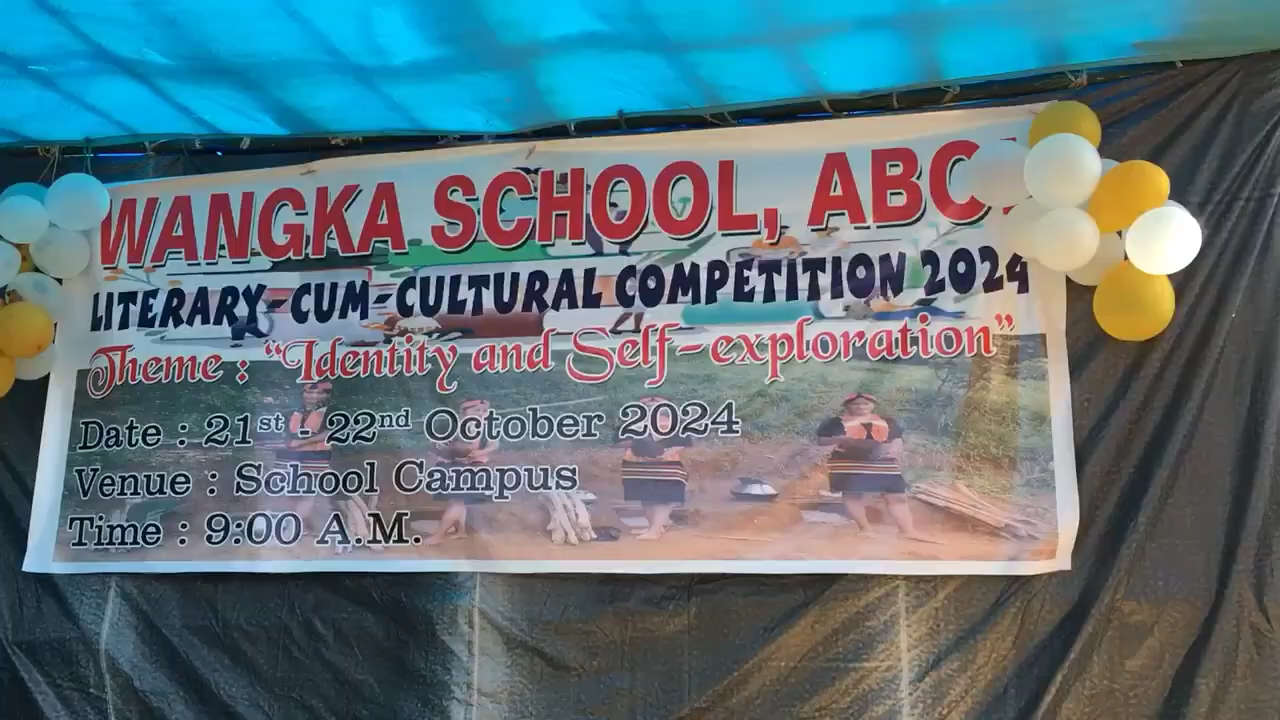 WANGKA SCHOOL,
LITERARY-CUM-CULTURAL COMPETITION 2024
Theme : "Identity and Self-exploration"
Date : 21st - 22nd October 2024
Venue : School Campus
Time : 9:00 A.M.